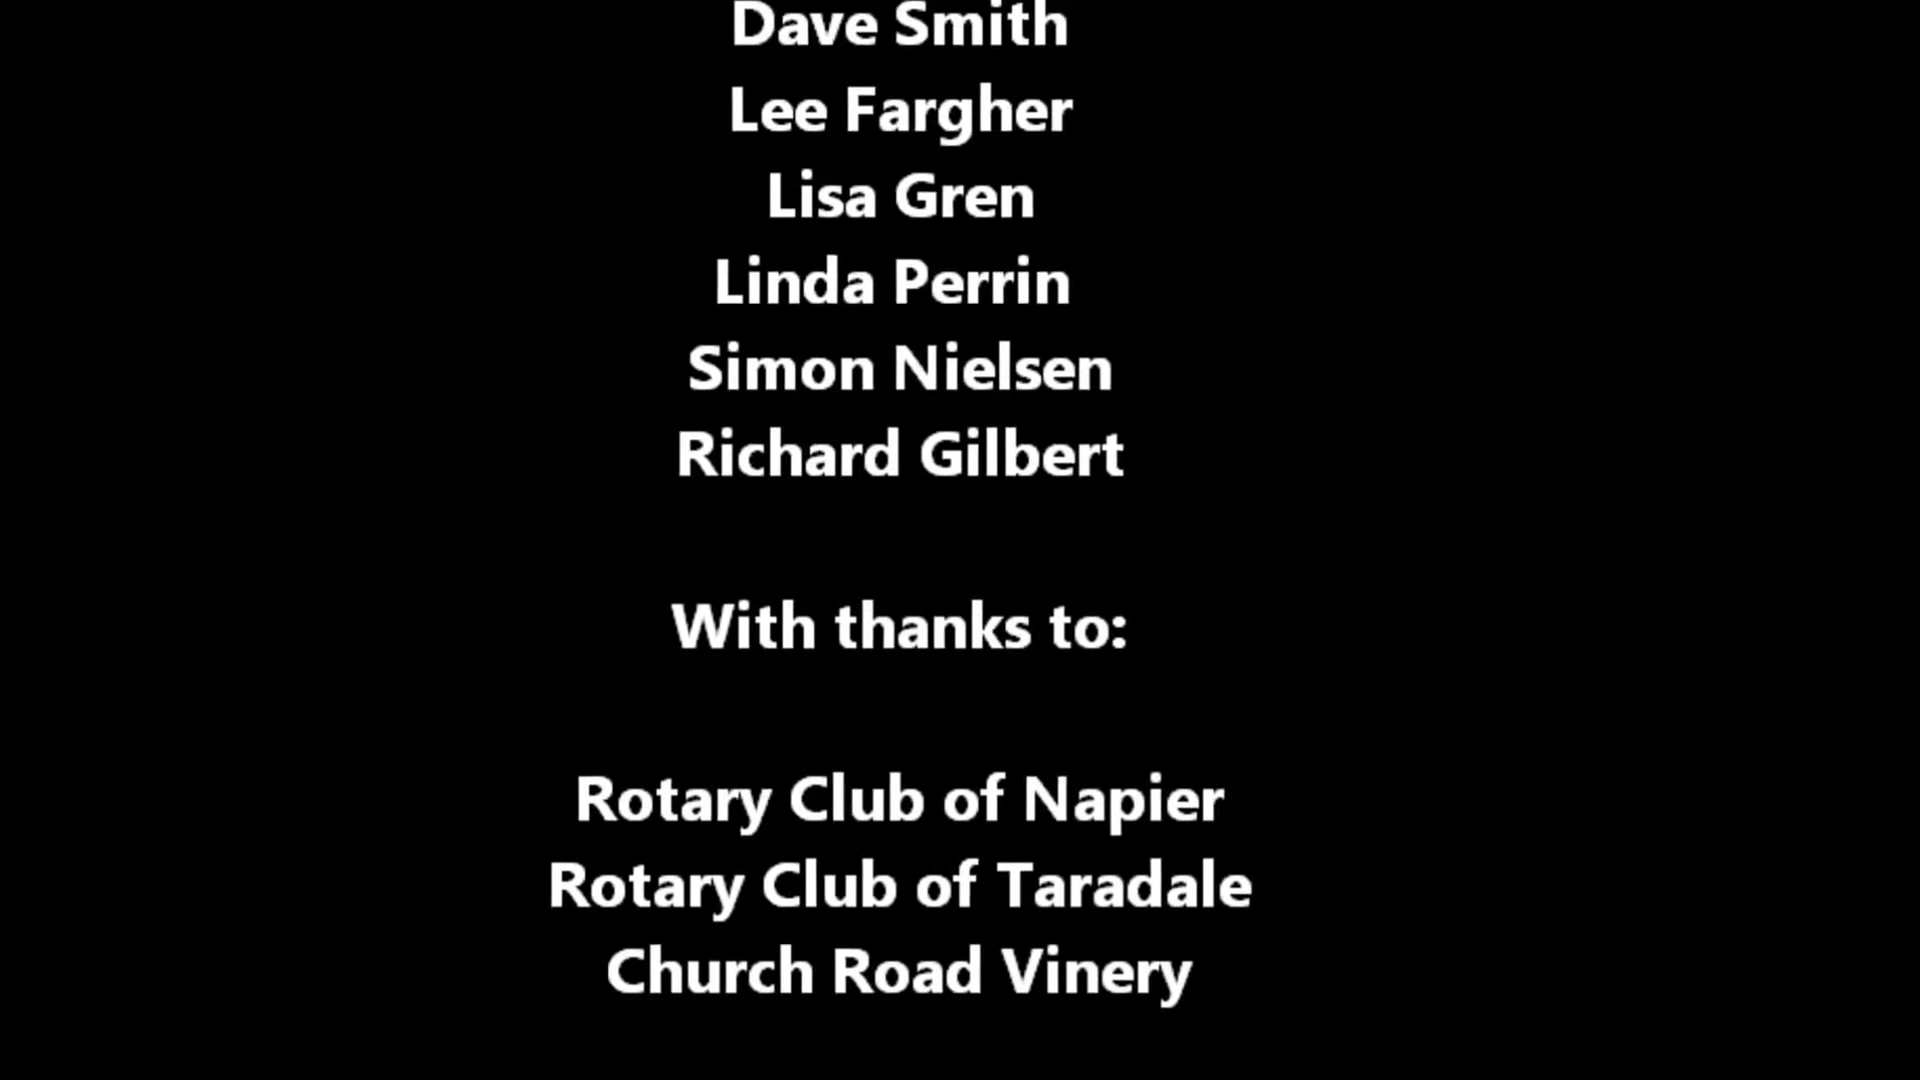 Dave Smith
Lee Fargher
Lisa Gren
Linda Perrin
Simon Nielsen
Richard Gilbert
With thanks to:
Rotary Club of Napier
Rotary Club of Taradale
Church Road Vinery